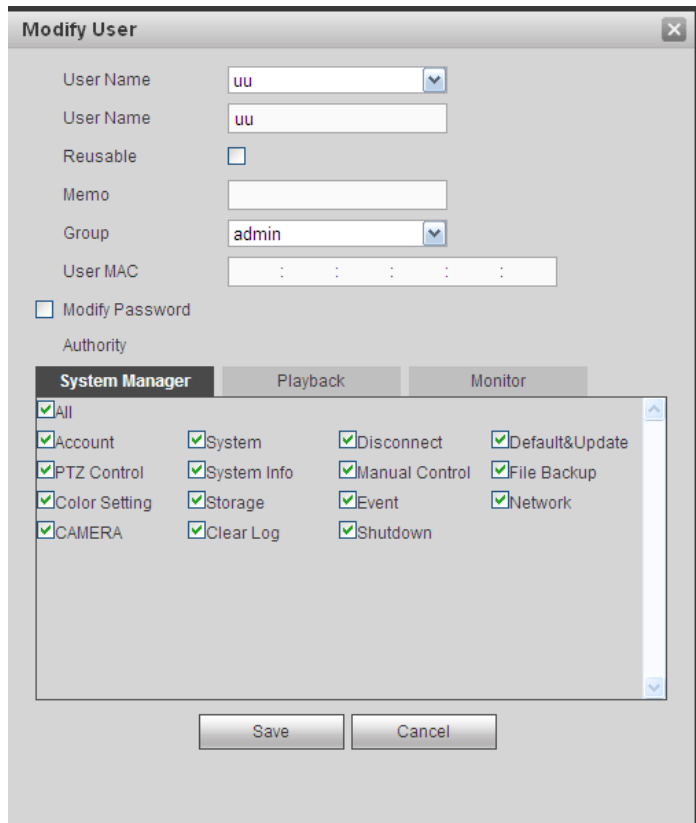 Modify User
User Name uu
User Name uu
Reusable
Memo
Group admin
User MAC : : : : :
Modify Password
Authority
System Manager Playback Monitor
All
Account System Disconnect Default&Update
PTZ Control System Info Manual Control File Backup
Color Setting Storage Event Network
CAMERA Clear Log Shutdown
Save Cancel